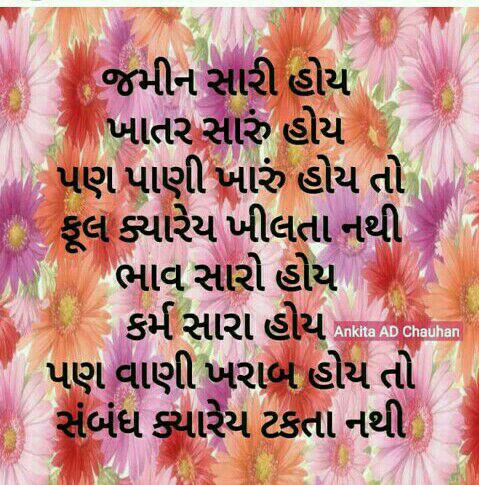 જમીન સારી હોય
ખાતર સારું હોય
પણ પાણી ખારું હોય તો
ફૂલ ક્યારેય ખીલતા નથી
ભાવ સારો હોય
કર્મ સારા હોય
Ankita AD Chauhan
પણ વાણી ખરાબ હોય તો
સંબંધ ક્યારેય ટકતા નથી